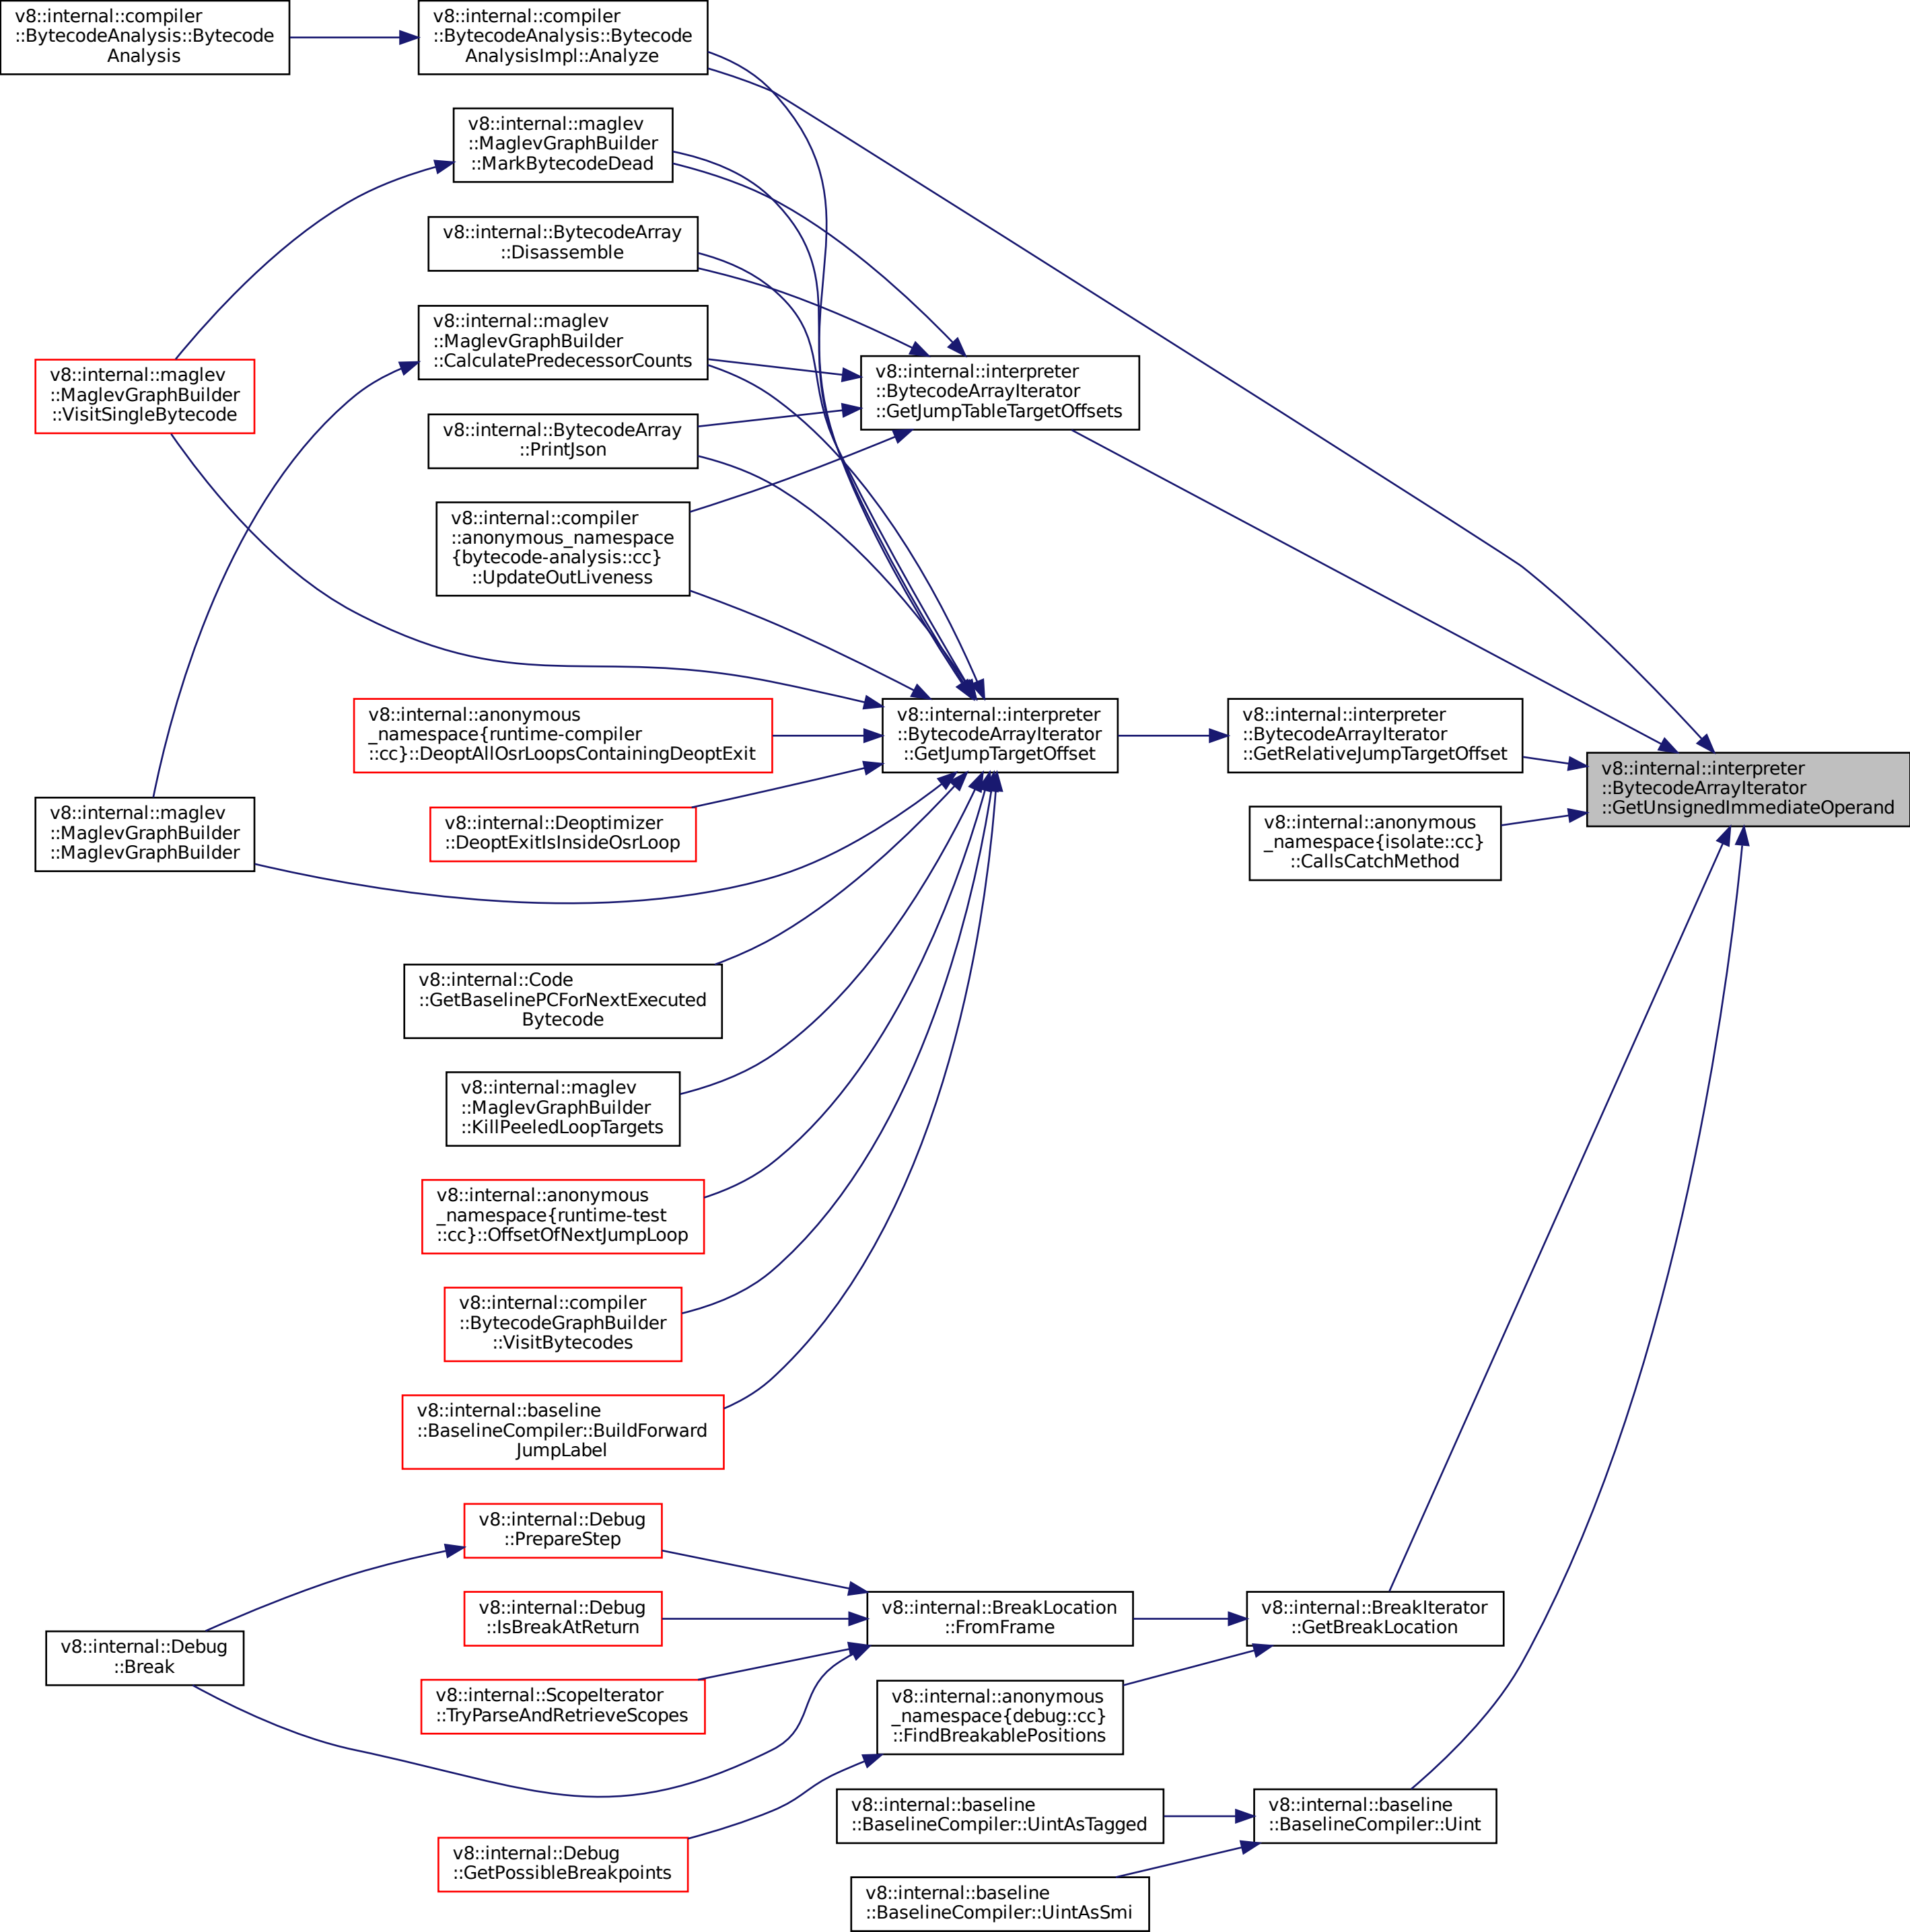 v8::internal::compiler
::BytecodeAnalysis::Bytecode
Analysis
v8::internal::compiler
::BytecodeAnalysis::Bytecode
AnalysisImpl::Analyze
v8::internal::maglev
::MaglevGraphBuilder
::MarkBytecodeDead
v8::internal::BytecodeArray
::Disassemble
v8::internal::maglev
::MaglevGraphBuilder
::CalculatePredecessorCounts
v8::internal::maglev
::MaglevGraphBuilder
::VisitSingleBytecode
v8::internal::interpreter
::BytecodeArrayIterator
::GetJumpTableTargetOffsets
v8::internal::BytecodeArray
::PrintJson
v8::internal::compiler
::anonymous_namespace
{bytecode-analysis::cc}
::UpdateOutLiveness
v8::internal::anonymous
_namespace{runtime-compiler
::cc}::DeoptAllOsrLoopsContainingDeoptExit
v8::internal::interpreter
::BytecodeArrayIterator
::GetJumpTargetOffset
v8::internal::interpreter
::BytecodeArrayIterator
::GetRelativeJumpTargetOffset
v8::internal::interpreter
::BytecodeArrayIterator
::GetUnsignedImmediateOperand
v8::internal::maglev
::MaglevGraphBuilder
::MaglevGraphBuilder
v8::internal::Deoptimizer
::DeoptExitIsInsideOsrLoop
v8::internal::anonymous
_namespace{isolate::cc}
::CallsCatchMethod
v8::internal::Code
::GetBaselinePCForNextExecuted
Bytecode
v8::internal::maglev
::MaglevGraphBuilder
::KillPeeledLoopTargets
v8::internal::anonymous
_namespace{runtime-test
::cc}::OffsetOfNextJumpLoop
v8::internal::compiler
::BytecodeGraphBuilder
::VisitBytecodes
v8::internal::baseline
::BaselineCompiler::BuildForward
JumpLabel
v8::internal::Debug
::PrepareStep
v8::internal::Debug
::IsBreakAtReturn
v8::internal::BreakLocation
::FromFrame
v8::internal::BreakIterator
::GetBreakLocation
v8::internal::Debug
::Break
v8::internal::ScopeIterator
::TryParseAndRetrieveScopes
v8::internal::anonymous
_namespace{debug::cc}
::FindBreakablePositions
v8::internal::baseline
::BaselineCompiler::UintAsTagged
v8::internal::baseline
::BaselineCompiler::Uint
v8::internal::Debug
::GetPossibleBreakpoints
v8::internal::baseline
::BaselineCompiler::UintAsSmi